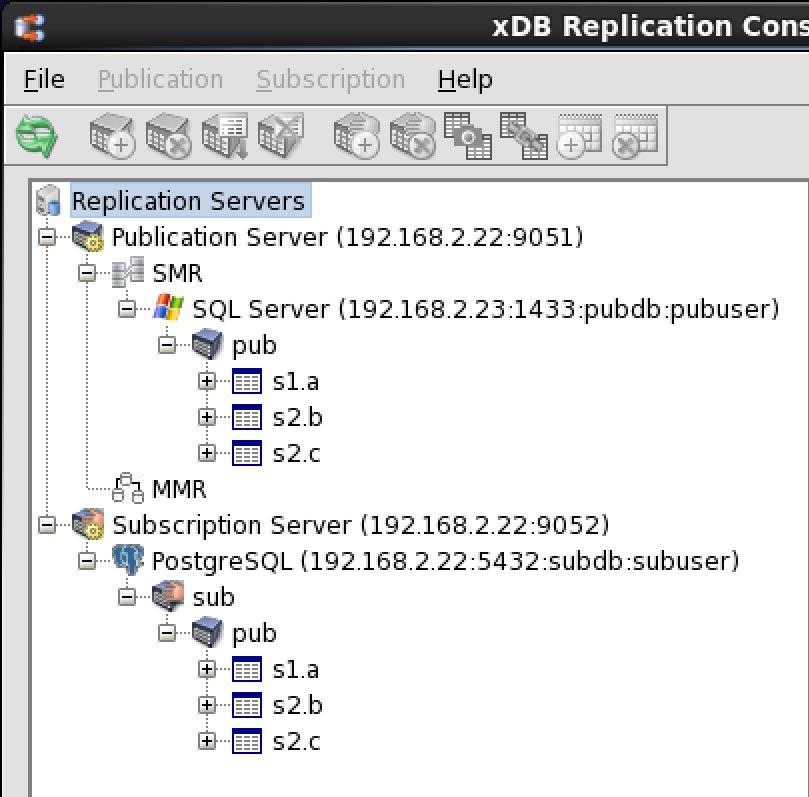 xDB Replication Cons
File Publication Subscription Help
Replication Servers
Publication Server (192.168.2.22:9051)
SMR
SQL Server (192.168.2.23:1433:pubdb:pubuser)
pub
s1.a
s2.b
s2.c
MMR
Subscription Server (192.168.2.22:9052)
PostgreSQL (192.168.2.22:5432:subdb:subuser)
sub
pub
s1.a
s2.b
s2.c